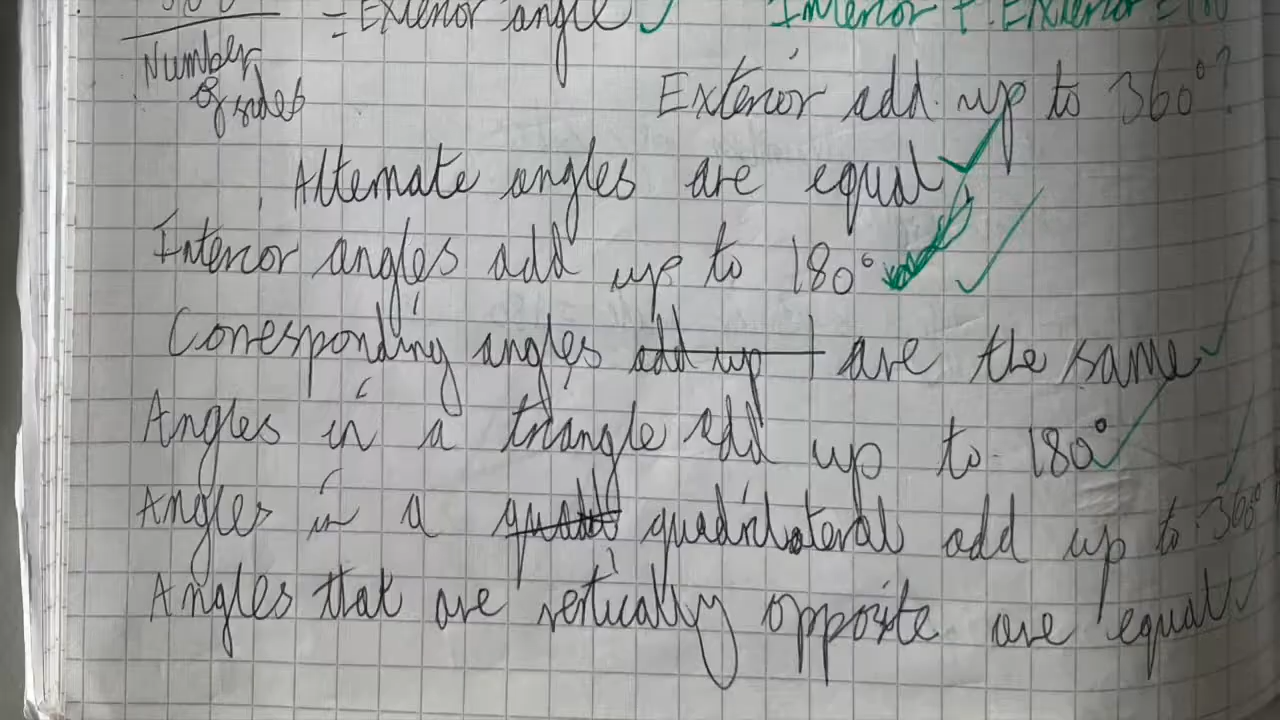 360 = Exterior angle Interior + Exterior = 180
Number
of sides
Exterior add up to 360°?
Alternate angles are equal
Interior angles add up to 180°
Corresponding angles add up are the same
Angles in a triangle add up to 180°
Angles in a quadrilateral add up to 360°
Angles that are vertically opposite are equal